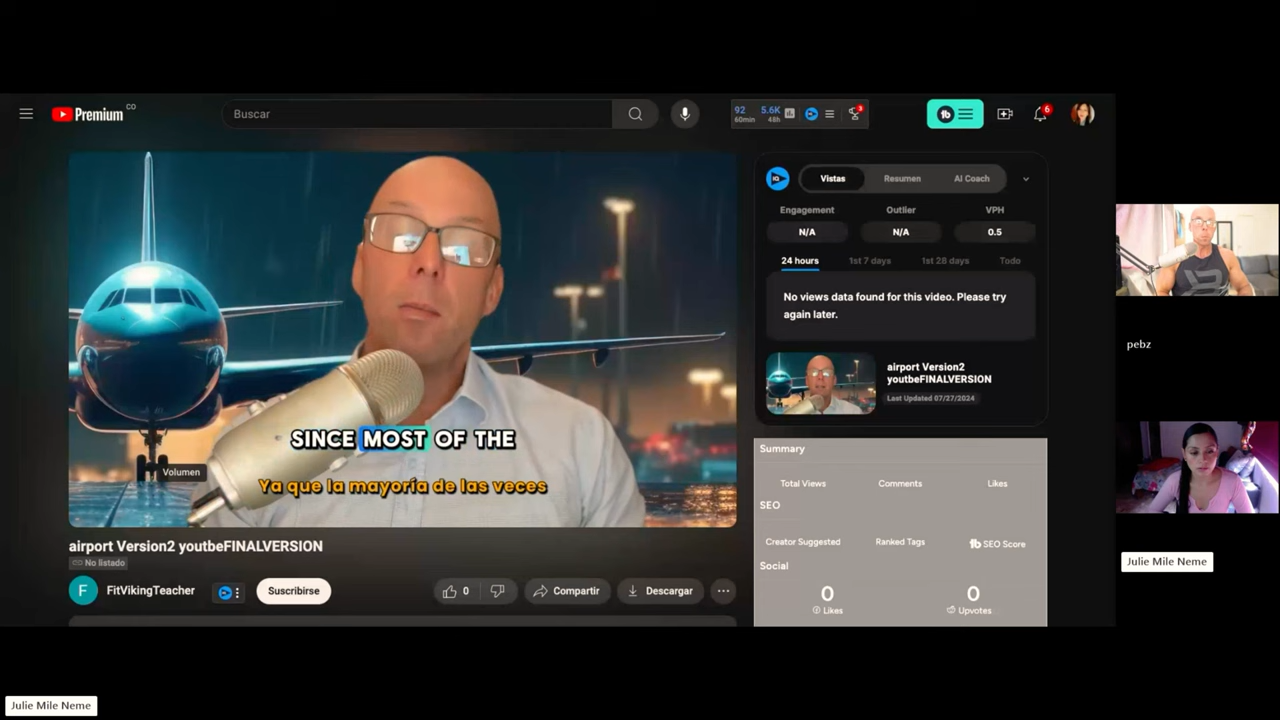 Premium CO
Buscar
92 5.6K
60min 48h
3
6
Vistas Resumen AI Coach
Engagement Outlier VPH
N/A N/A 0.5
24 hours 1st 7 days 1st 28 days Todo
No views data found for this video. Please try
again later.
airport Version2
youtbeFINALVERSION
Last Updated 07/27/2024
SINCE MOST OF THE
Ya que la mayoría de las veces
Volumen
airport Version2 youtbeFINALVERSION
No listado
F FitVikingTeacher Suscribirse 0 Compartir Descargar
Summary
Total Views Comments Likes
SEO
Creator Suggested Ranked Tags tb SEO Score
Social
0 0
Likes Upvotes
pebz
Julie Mile Neme
Julie Mile Neme